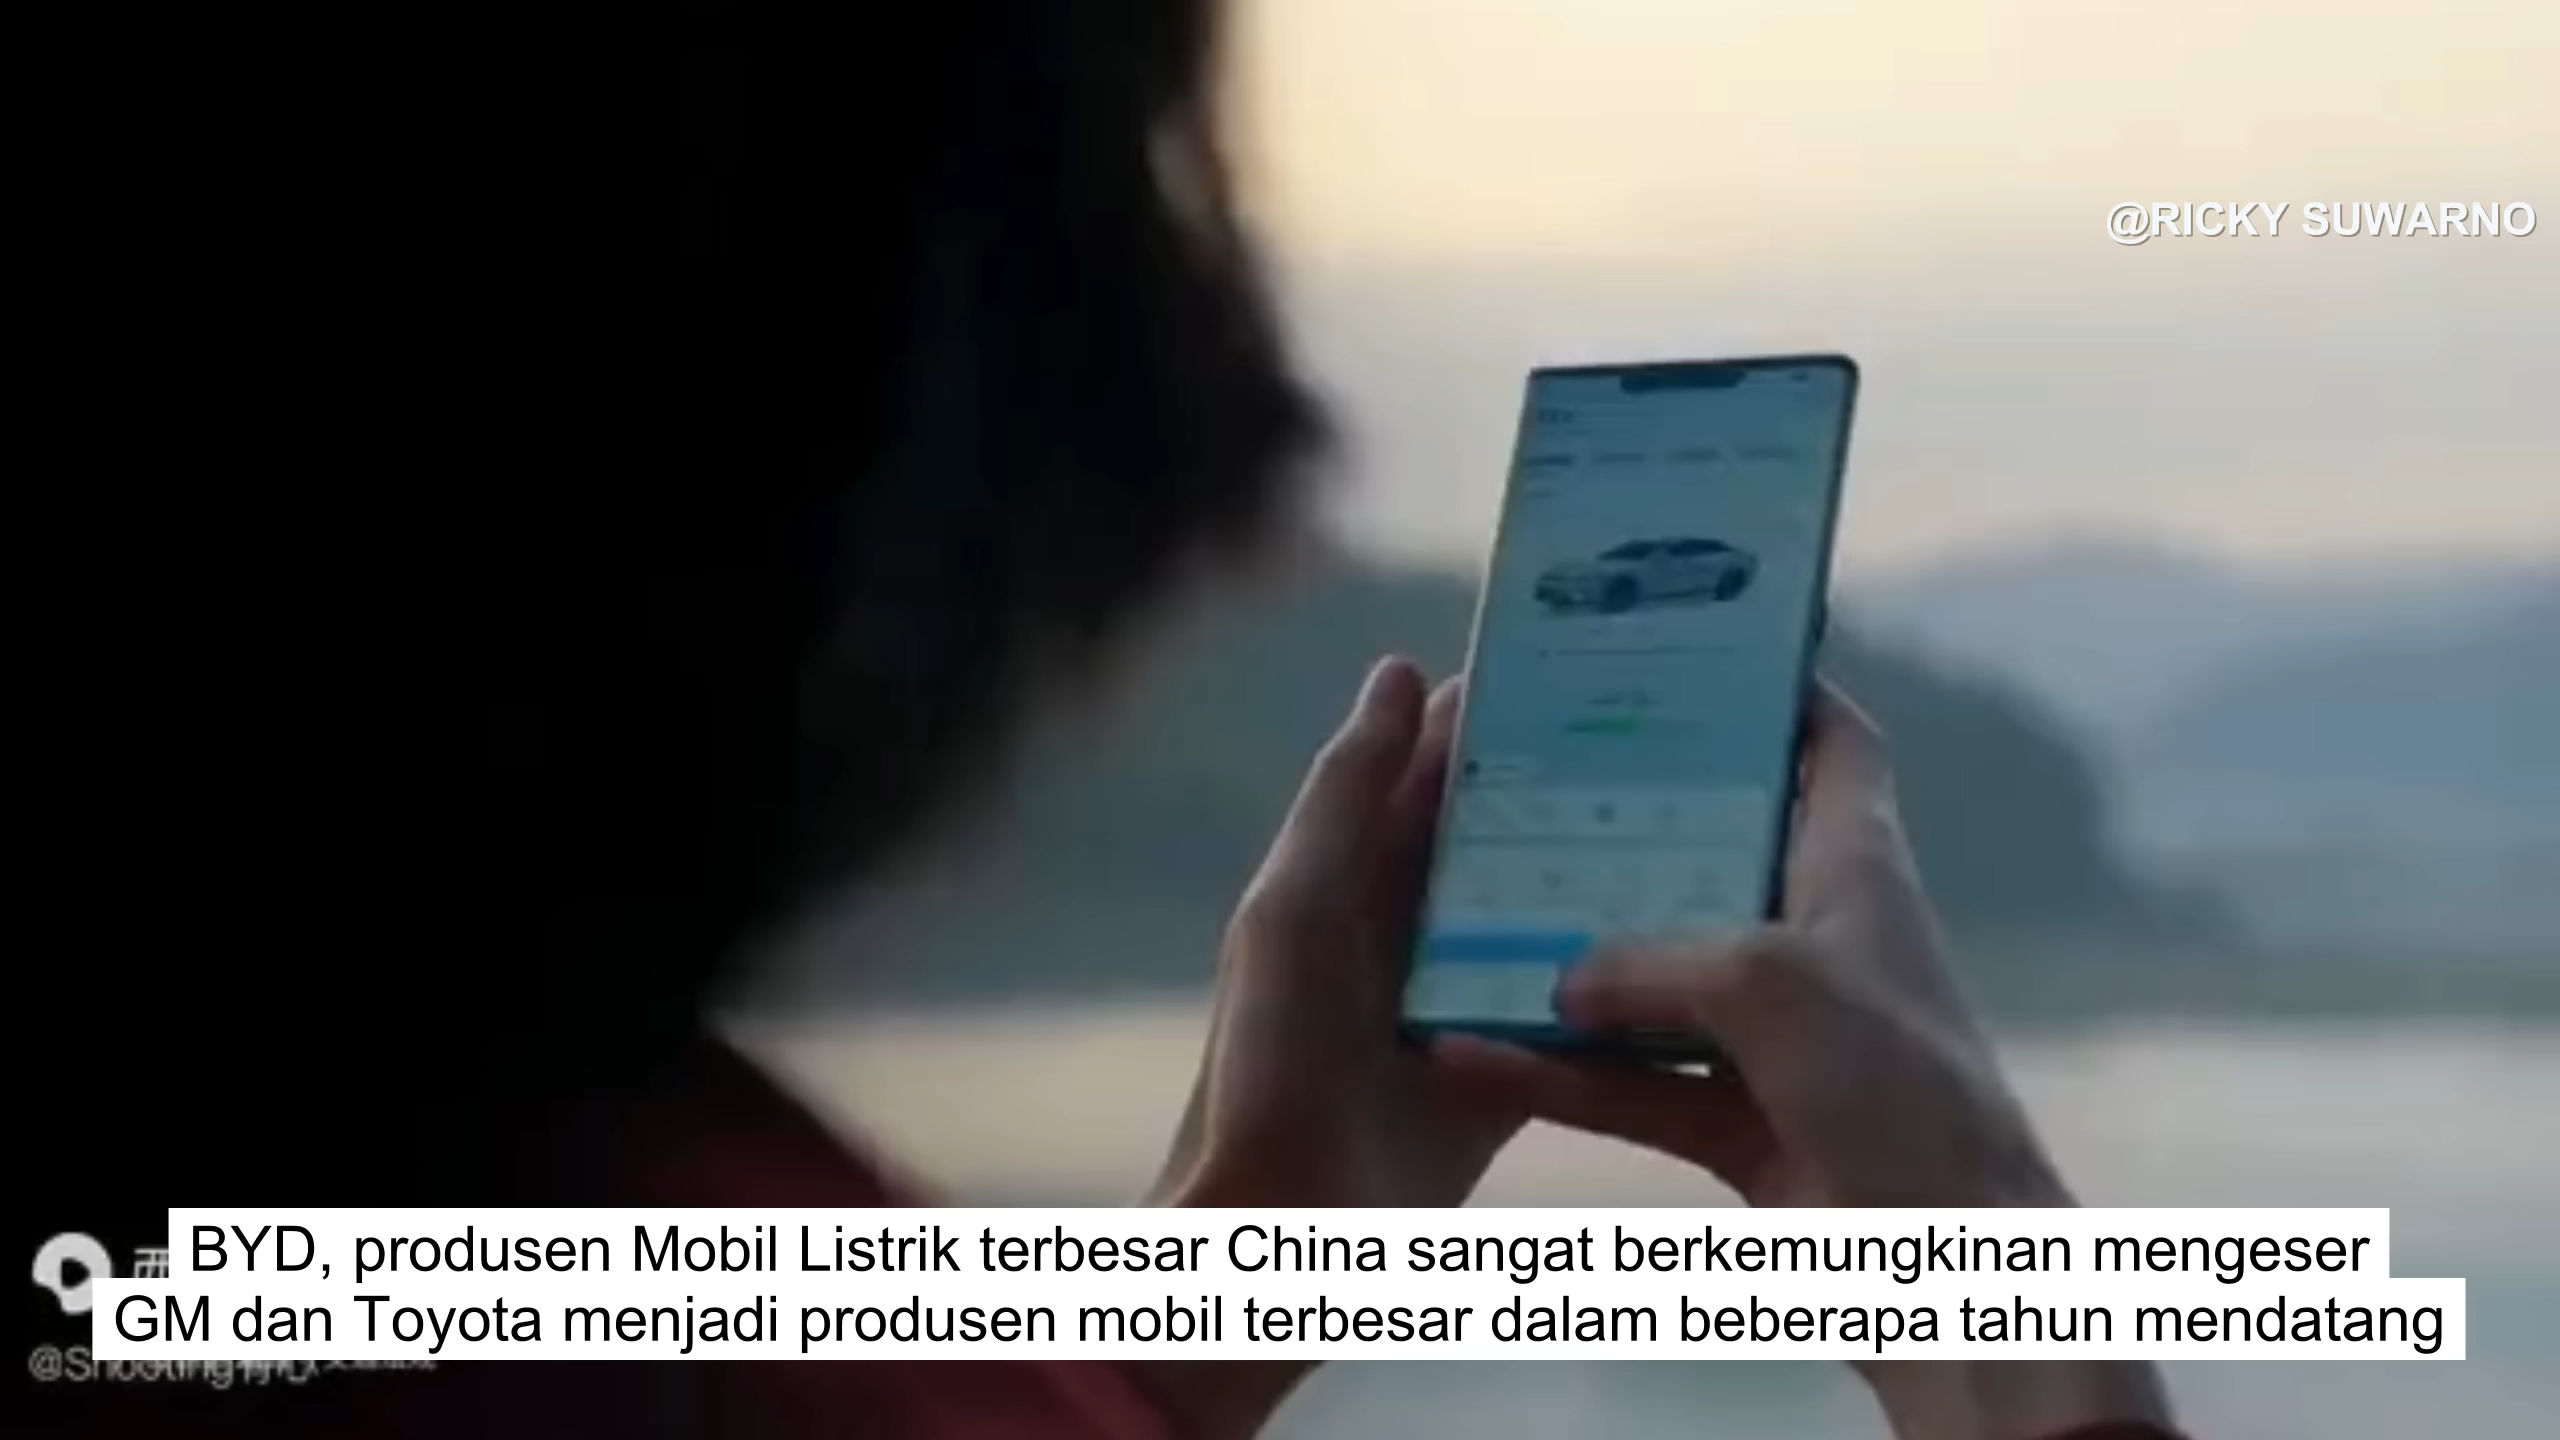 @RICKY SUWARNO
BYD, produsen Mobil Listrik terbesar China sangat berkemungkinan mengeser
GM dan Toyota menjadi produsen mobil terbesar dalam beberapa tahun mendatang
@Shooting